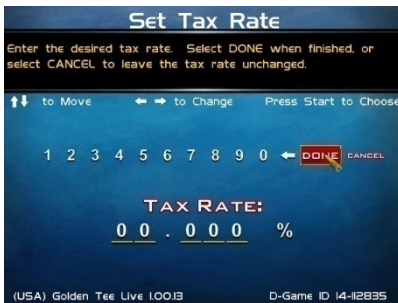 Set Tax Rate
Enter the desired tax rate. Select DONE when finished, or
select CANCEL to leave the tax rate unchanged.
↑↓ to Move ← → to Change Press Start to Choose
1 2 3 4 5 6 7 8 9 0 ← DONE CANCEL
TAX RATE:
0 0 . 0 0 0 %
(USA) Golden Tee Live 1.00.13 D-Game ID 14-112835